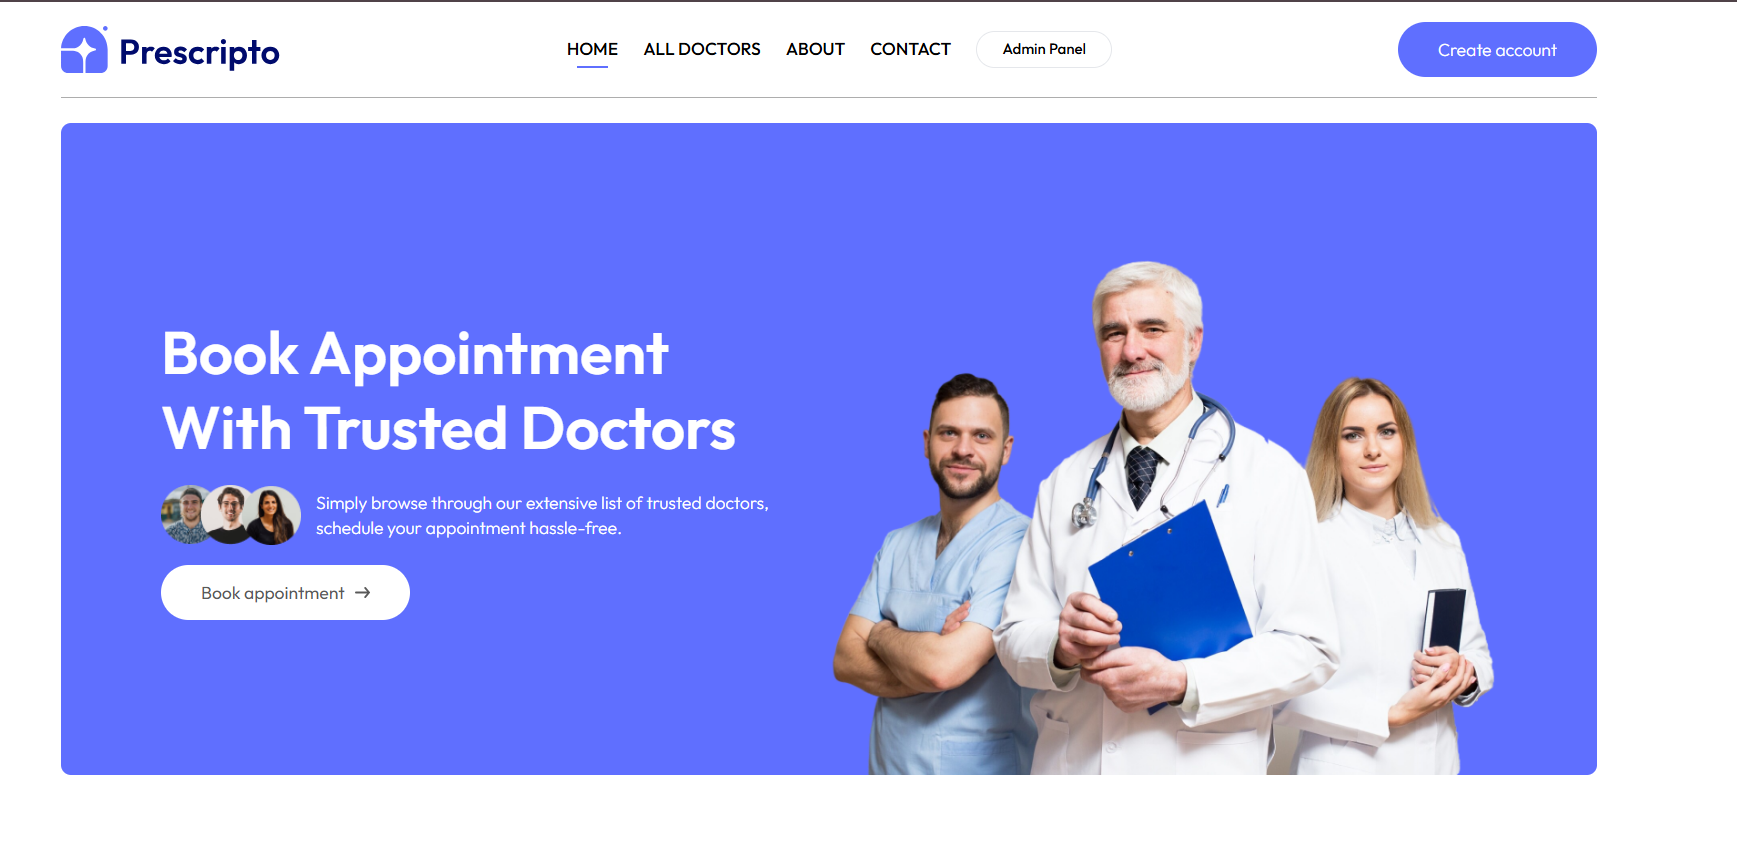 Prescripto
HOME
ALL DOCTORS
ABOUT
CONTACT
Admin Panel
Create account
Book Appointment
With Trusted Doctors
Simply browse through our extensive list of trusted doctors,
schedule your appointment hassle-free.
Book appointment →